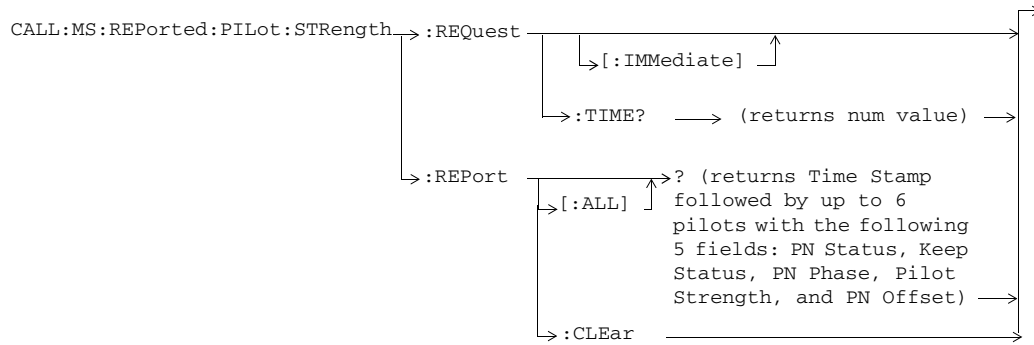 CALL:MS:REPorted:PILot:STRength :REQuest
[:IMMediate]
:TIME? (returns num value)
:REPort ? (returns Time Stamp
[:ALL] followed by up to 6
pilots with the following
5 fields: PN Status, Keep
Status, PN Phase, Pilot
Strength, and PN Offset)
:CLEar